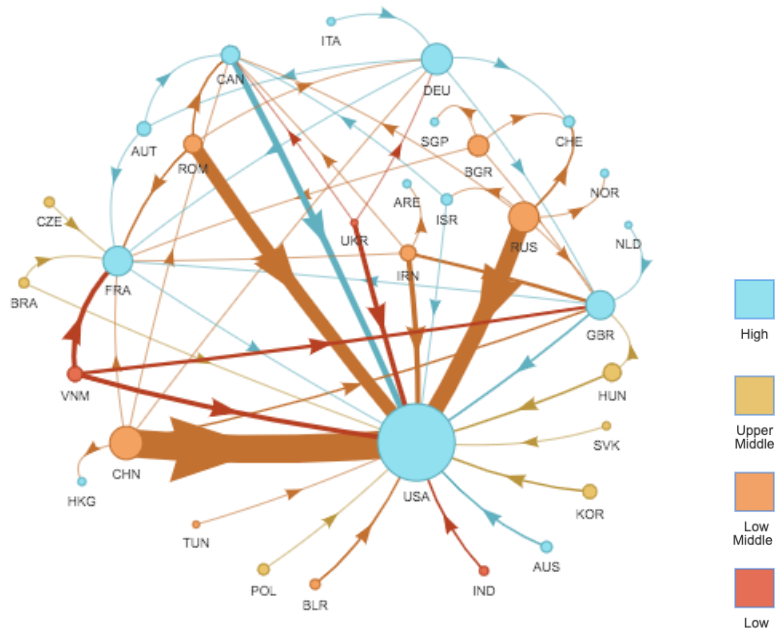 ITA
CAN
DEU
AUT
SGP
CHE
BGR
ROM
NOR
ARE
ISR
CZE
UKR
RUS
NLD
IRN
FRA
BRA
GBR
High
VNM
HUN
Upper
Middle
SVK
CHN
USA
HKG
KOR
Low
Middle
TUN
AUS
POL
BLR
IND
Low